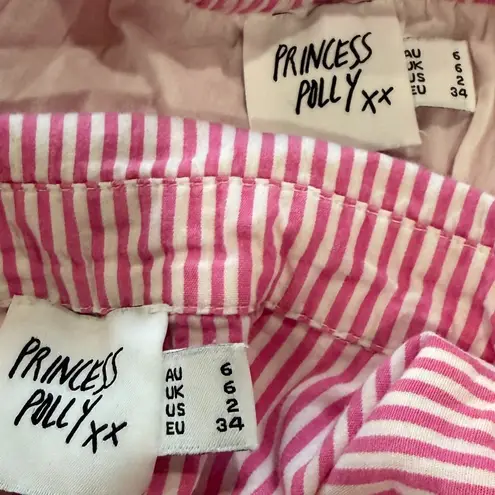 PRINCESS
POLLY xx
AU 6
UK 6
US 2
EU 34
PRINCESS
POLLY xx
AU 6
UK 6
US 2
EU 34